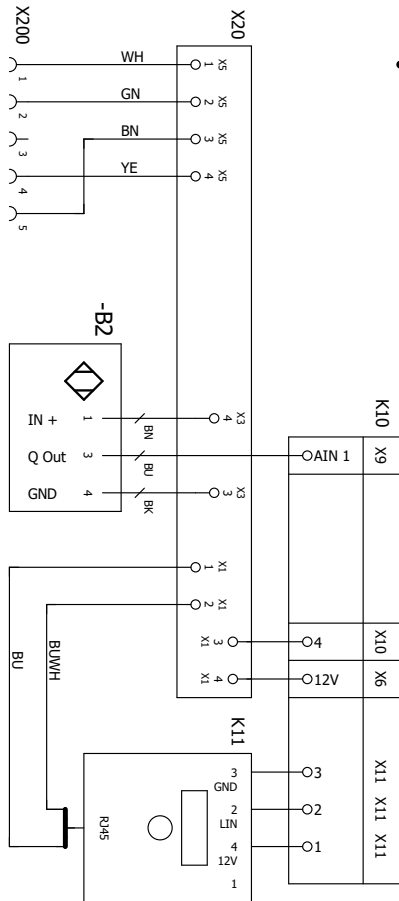 X200
X20
WH
1 X5
1
GN
2 X5
2
BN
3 X5
3
YE
4 X5
4
5
-B2
K10
IN + 1
BN
4 X3
Q Out 3
BU
AIN 1 X9
GND 4
BK
3 X3
1 X1
2 X1
X1 3
4 X10
X1 4
12V X6
BU
BUWH
K11
RJ45
3
GND
3 X11
2
LIN
2 X11
4
12V
1 X11
1